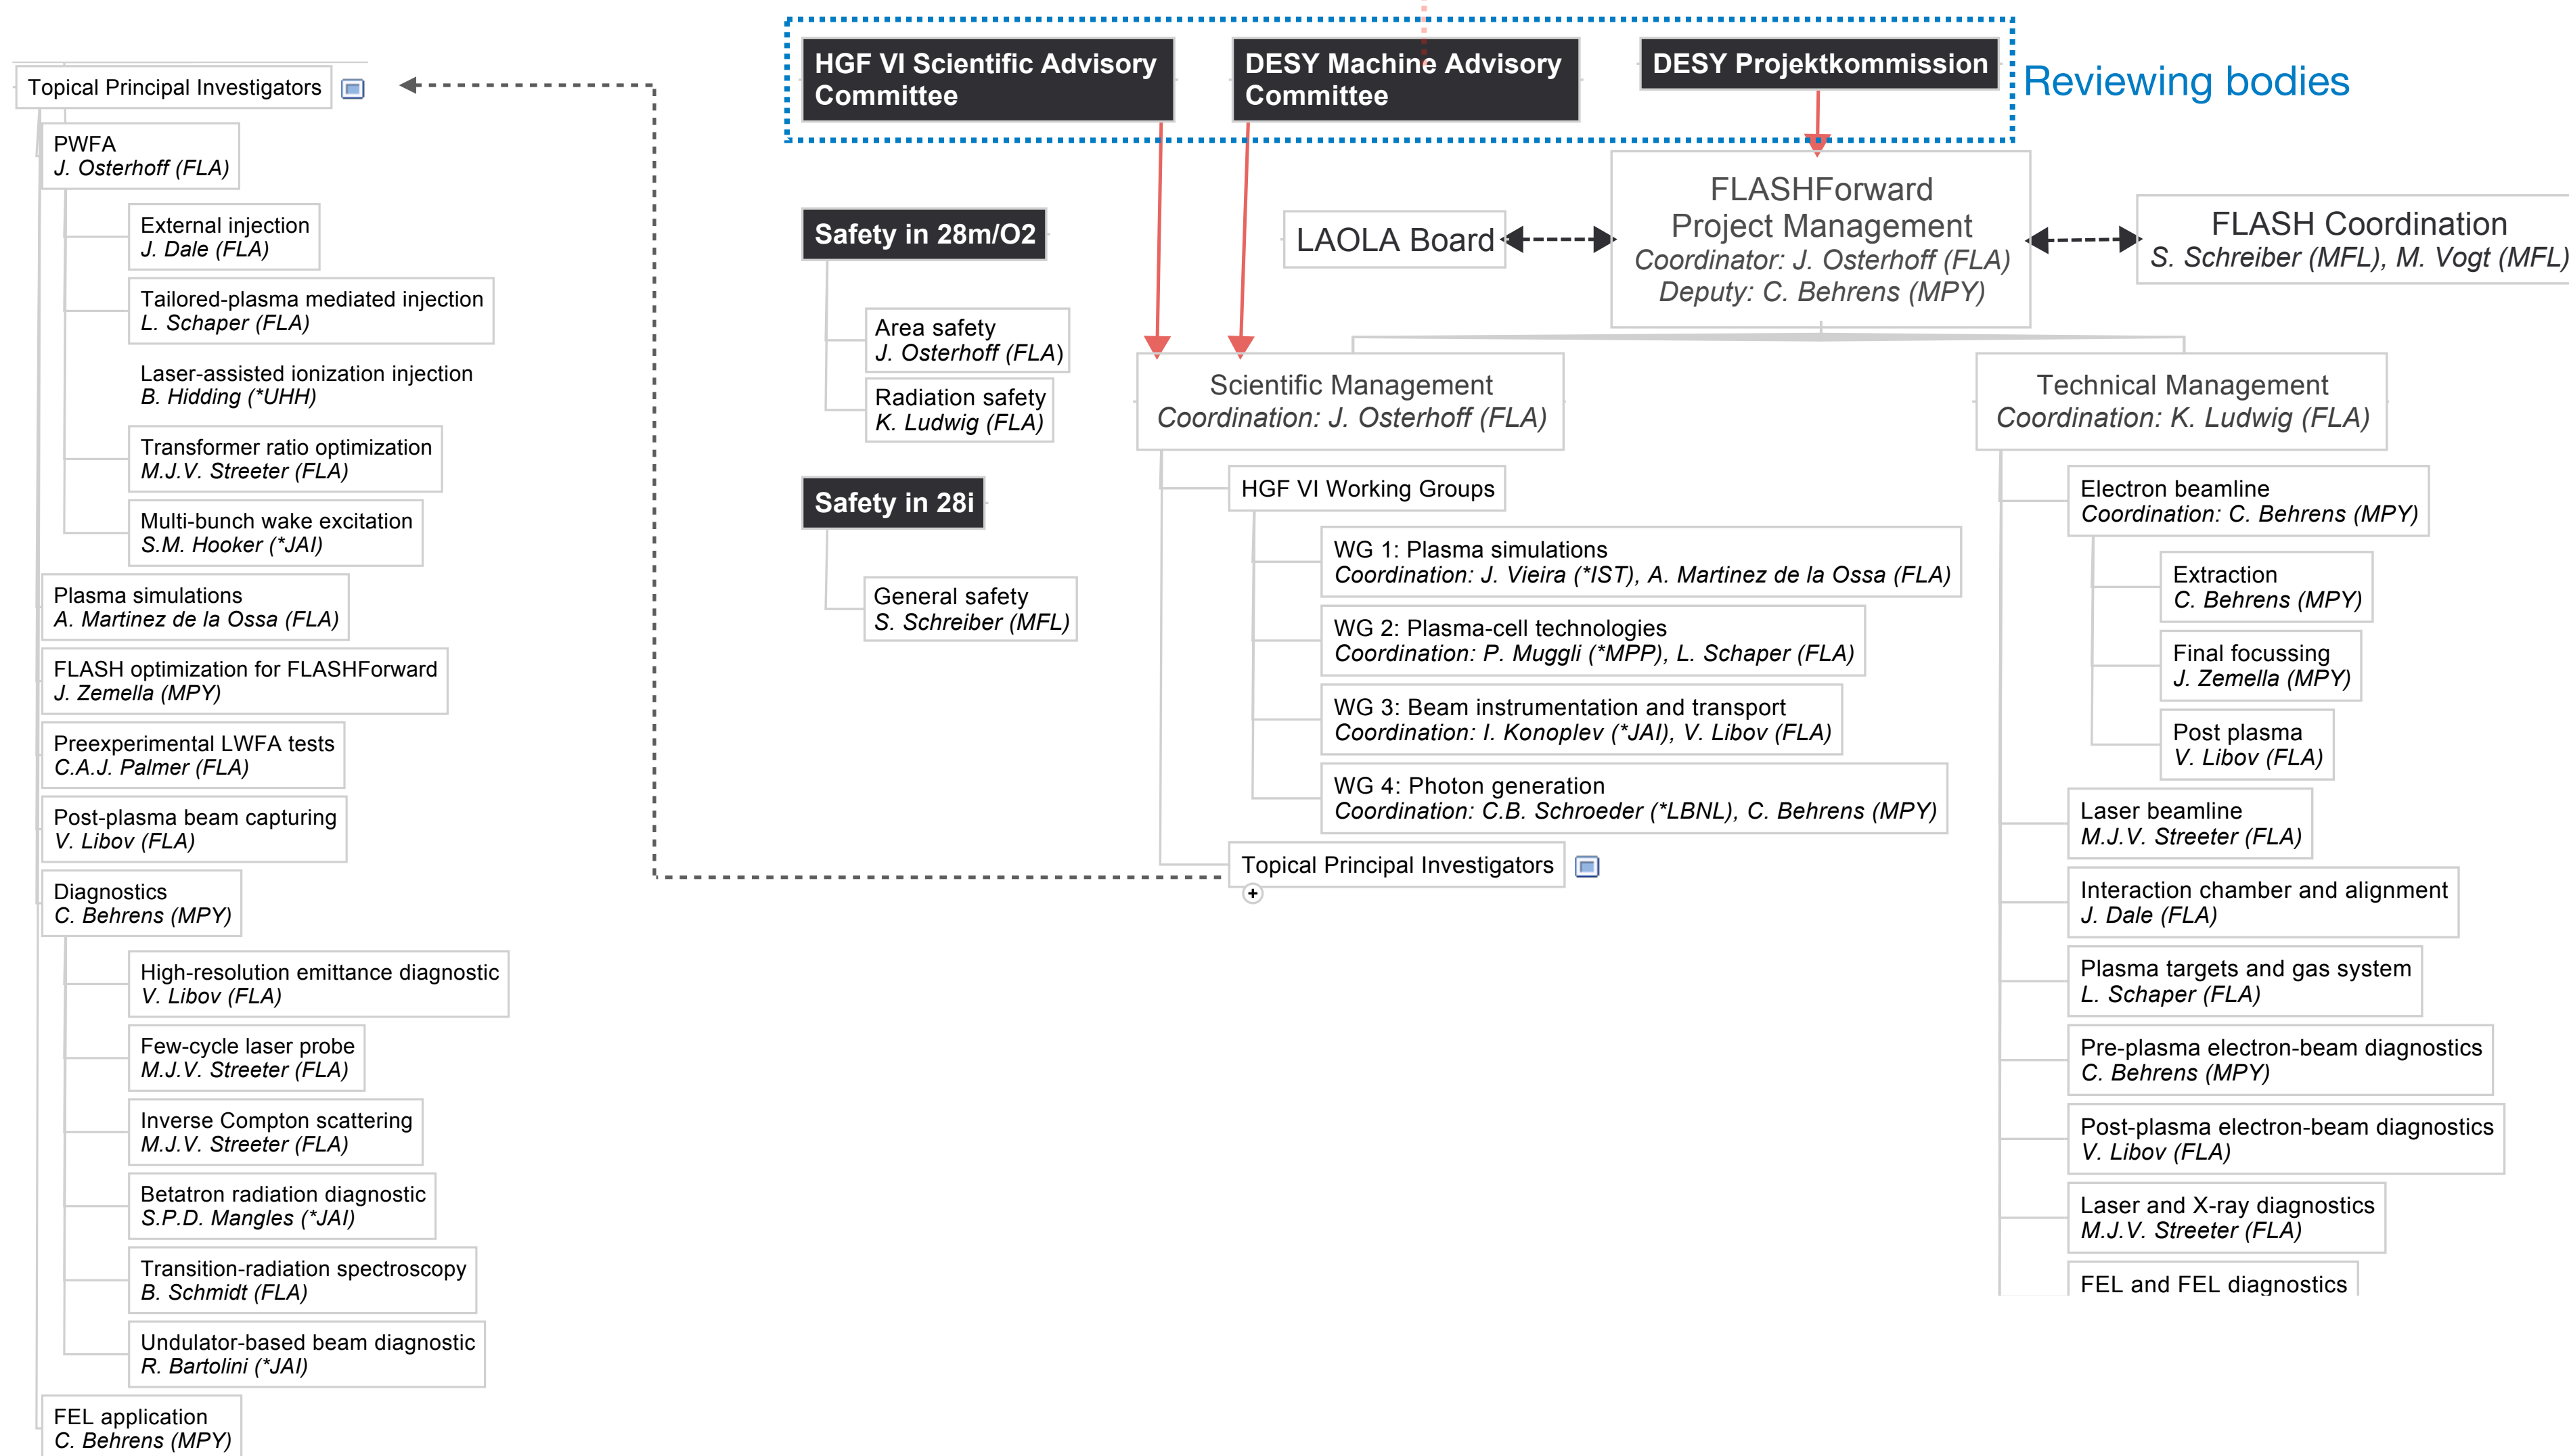 Topical Principal Investigators
PWFA
J. Osterhoff (FLA)
External injection
J. Dale (FLA)
Tailored-plasma mediated injection
L. Schaper (FLA)
Laser-assisted ionization injection
B. Hidding (*UHH)
Transformer ratio optimization
M.J.V. Streeter (FLA)
Multi-bunch wake excitation
S.M. Hooker (*JAI)
Plasma simulations
A. Martinez de la Ossa (FLA)
FLASH optimization for FLASHForward
J. Zemella (MPY)
Preexperimental LWFA tests
C.A.J. Palmer (FLA)
Post-plasma beam capturing
V. Libov (FLA)
Diagnostics
C. Behrens (MPY)
High-resolution emittance diagnostic
V. Libov (FLA)
Few-cycle laser probe
M.J.V. Streeter (FLA)
Inverse Compton scattering
M.J.V. Streeter (FLA)
Betatron radiation diagnostic
S.P.D. Mangles (*JAI)
Transition-radiation spectroscopy
B. Schmidt (FLA)
Undulator-based beam diagnostic
R. Bartolini (*JAI)
FEL application
C. Behrens (MPY)
HGF VI Scientific Advisory
Committee
DESY Machine Advisory
Committee
DESY Projektkommission
Reviewing bodies
Safety in 28m/O2
Area safety
J. Osterhoff (FLA)
Radiation safety
K. Ludwig (FLA)
Safety in 28i
General safety
S. Schreiber (MFL)
LAOLA Board
FLASHForward
Project Management
Coordinator: J. Osterhoff (FLA)
Deputy: C. Behrens (MPY)
FLASH Coordination
S. Schreiber (MFL), M. Vogt (MFL)
Scientific Management
Coordination: J. Osterhoff (FLA)
HGF VI Working Groups
WG 1: Plasma simulations
Coordination: J. Vieira (*IST), A. Martinez de la Ossa (FLA)
WG 2: Plasma-cell technologies
Coordination: P. Muggli (*MPP), L. Schaper (FLA)
WG 3: Beam instrumentation and transport
Coordination: I. Konoplev (*JAI), V. Libov (FLA)
WG 4: Photon generation
Coordination: C.B. Schroeder (*LBNL), C. Behrens (MPY)
Topical Principal Investigators
Technical Management
Coordination: K. Ludwig (FLA)
Electron beamline
Coordination: C. Behrens (MPY)
Extraction
C. Behrens (MPY)
Final focussing
J. Zemella (MPY)
Post plasma
V. Libov (FLA)
Laser beamline
M.J.V. Streeter (FLA)
Interaction chamber and alignment
J. Dale (FLA)
Plasma targets and gas system
L. Schaper (FLA)
Pre-plasma electron-beam diagnostics
C. Behrens (MPY)
Post-plasma electron-beam diagnostics
V. Libov (FLA)
Laser and X-ray diagnostics
M.J.V. Streeter (FLA)
FEL and FEL diagnostics